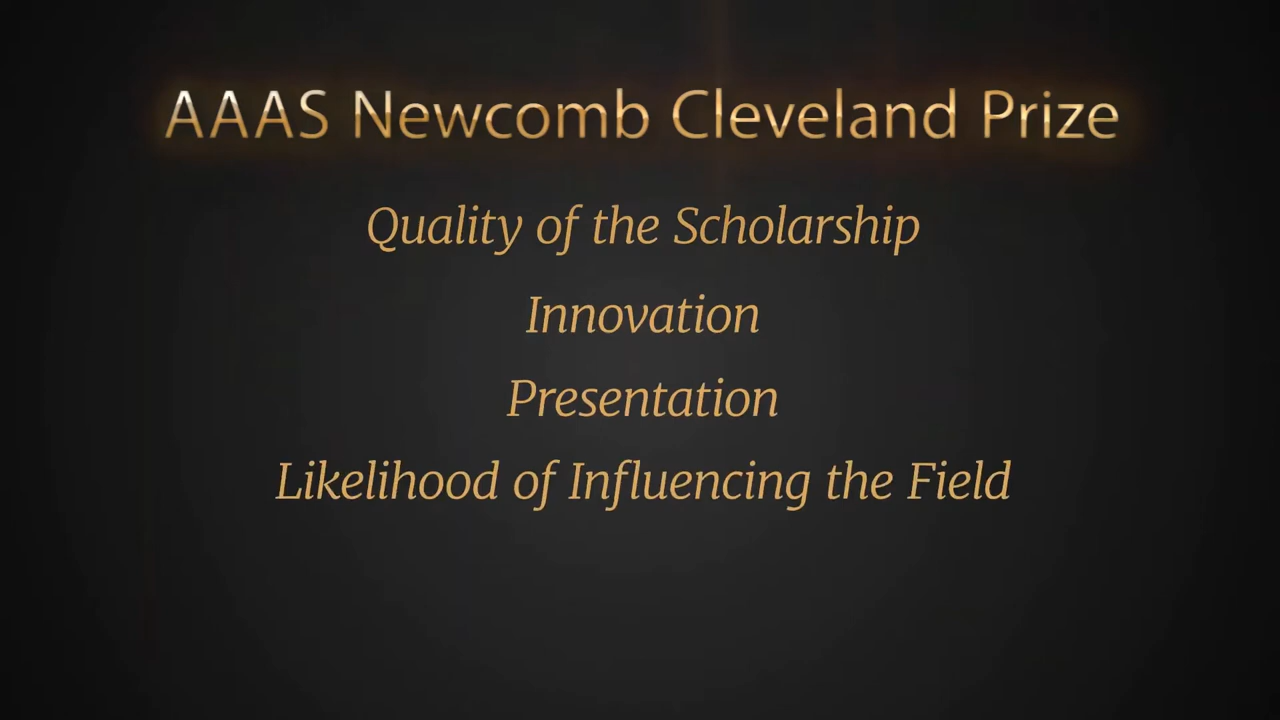 AAAS Newcomb Cleveland Prize
Quality of the Scholarship
Innovation
Presentation
Likelihood of Influencing the Field